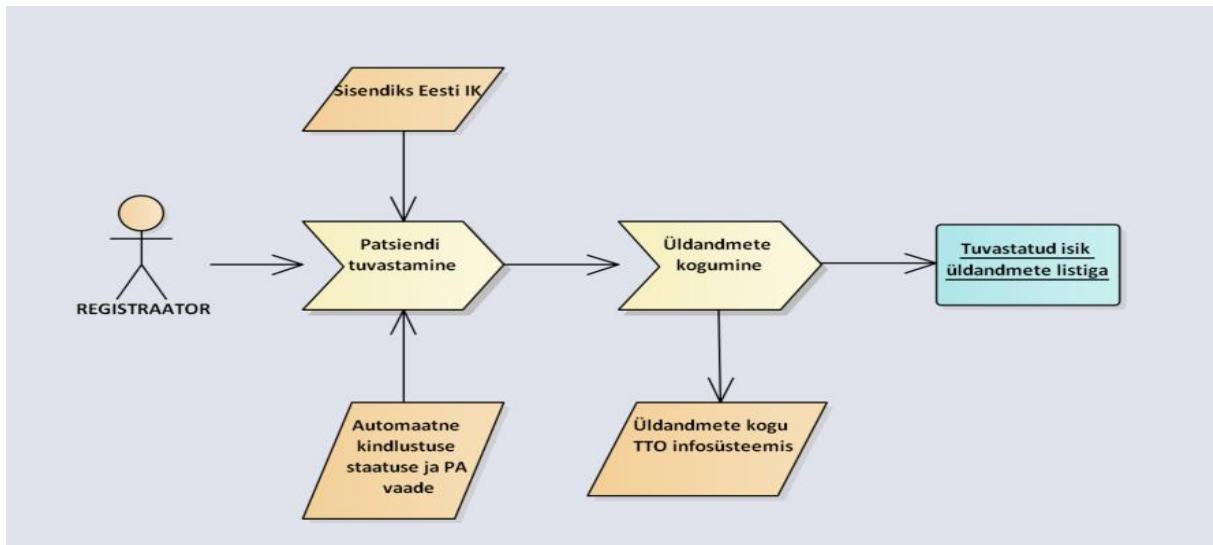 Sisendiks Eesti IK
REGISTRAATOR
Patsiendi
tuvastamine
Üldandmete
kogumine
Tuvastatud isik
üldandmete listiga
Automaatne
kindlustuse
staatuse ja PA
vaade
Üldandmete kogu
TTO infosüsteemis